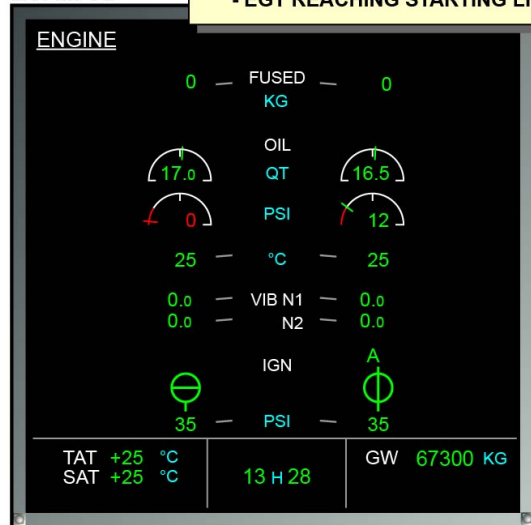 - EGT REACHING STARTING LI
ENGINE
0 FUSED 0
KG
OIL
17.0 QT 16.5
0 PSI 12
25 °C 25
0.0 VIB N1 0.0
0.0 N2 0.0
IGN
A
35 PSI 35
TAT +25 °C
SAT +25 °C
13 H 28
GW 67300 KG